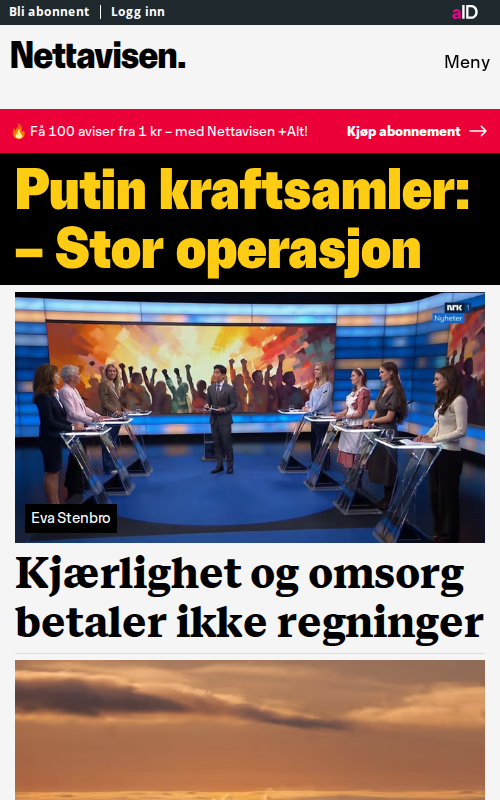 Bli abonnent | Logg inn
aID
Nettavisen.
Meny
🔥 Få 100 aviser fra 1 kr – med Nettavisen +Alt! Kjøp abonnement →
Putin kraftsamler:
– Stor operasjon
NRK 1
Nyheter
Eva Stenbro
Kjærlighet og omsorg
betaler ikke regninger